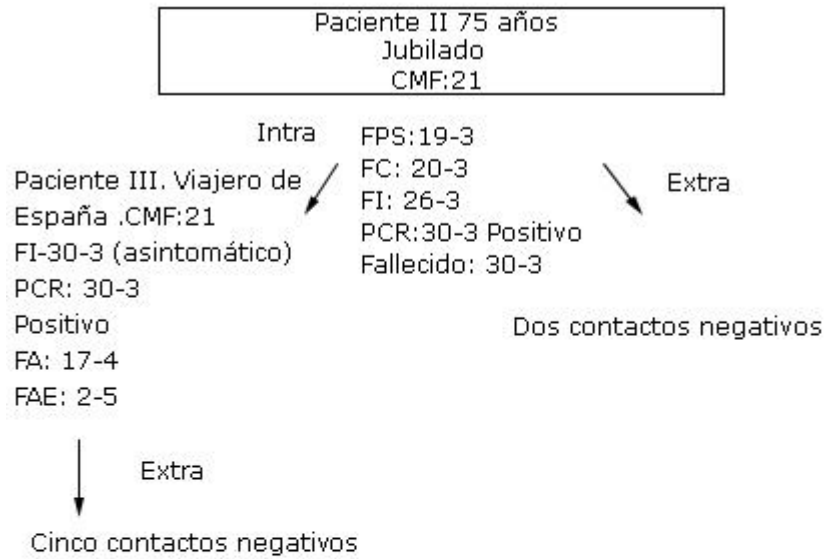 Paciente II 75 años
Jubilado
CMF:21
Intra
FPS:19-3
FC: 20-3
FI: 26-3
PCR:30-3 Positivo
Fallecido: 30-3
Extra
Dos contactos negativos
Paciente III. Viajero de
España .CMF:21
FI-30-3 (asintomático)
PCR: 30-3
Positivo
FA: 17-4
FAE: 2-5
Extra
Cinco contactos negativos